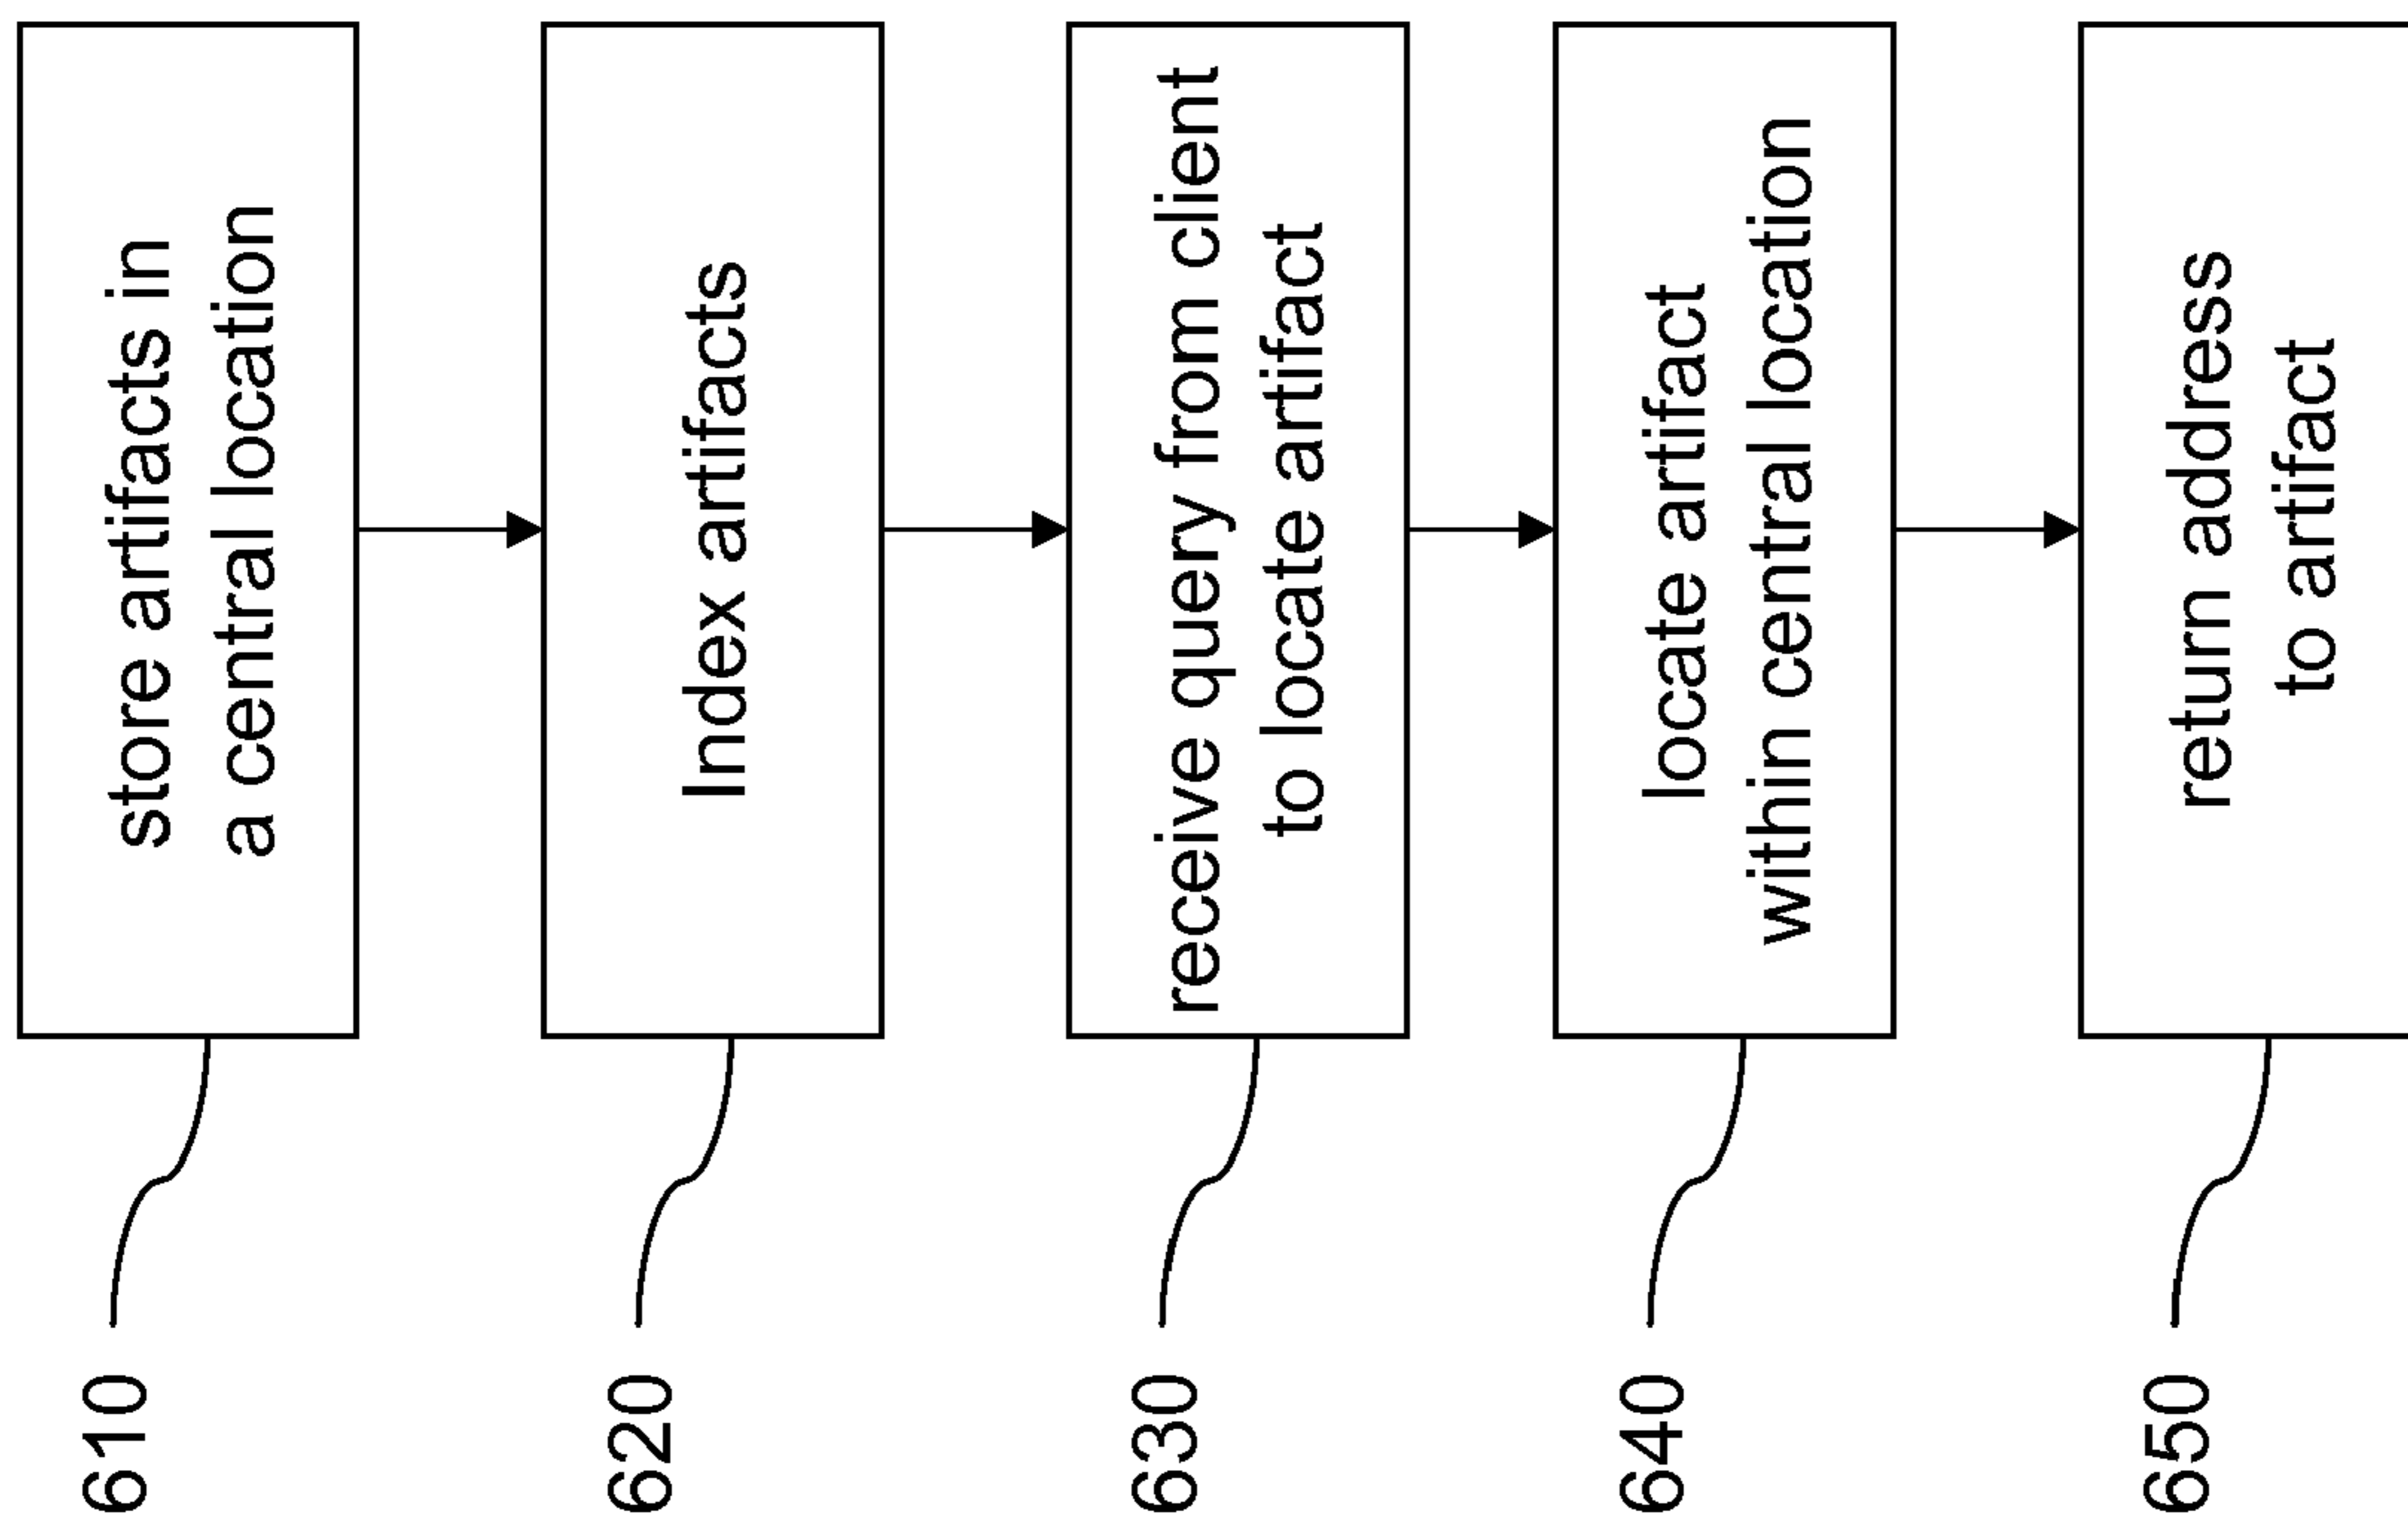 610
store artifacts in
a central location
620
Index artifacts
630
receive query from client
to locate artifact
640
locate artifact
within central location
650
return address
to artifact